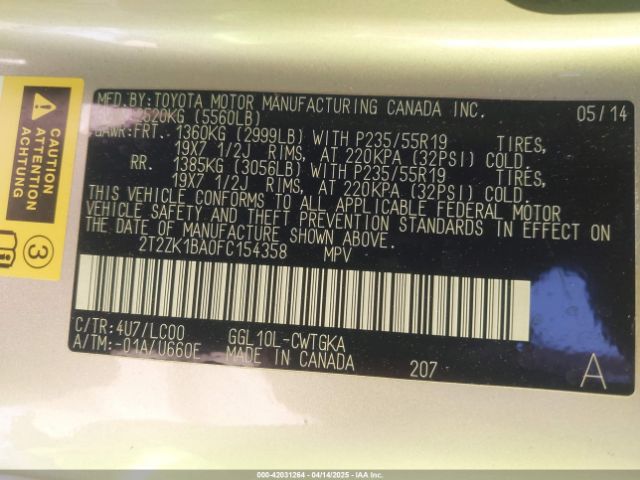 MFD.BY:TOYOTA MOTOR MANUFACTURING CANADA INC. 05/14
2520KG (5560LB)
GAWR:FRT. 1360KG (2999LB) WITH P235/55R19 TIRES,
19X7 1/2J RIMS, AT 220KPA (32PSI) COLD.
RR. 1385KG (3056LB) WITH P235/55R19 TIRES,
19X7 1/2J RIMS, AT 220KPA (32PSI) COLD.
THIS VEHICLE CONFORMS TO ALL APPLICABLE FEDERAL MOTOR
VEHICLE SAFETY AND THEFT PREVENTION STANDARDS IN EFFECT ON
THE DATE OF MANUFACTURE SHOWN ABOVE.
2T2ZK1BA0FC154358 MPV
C/TR:4U7/LC00 GGL10L-CWTGKA
A/TM:-01A/U660E MADE IN CANADA 207 A
3
000-42031264 | 04/14/2025 | IAA Inc.